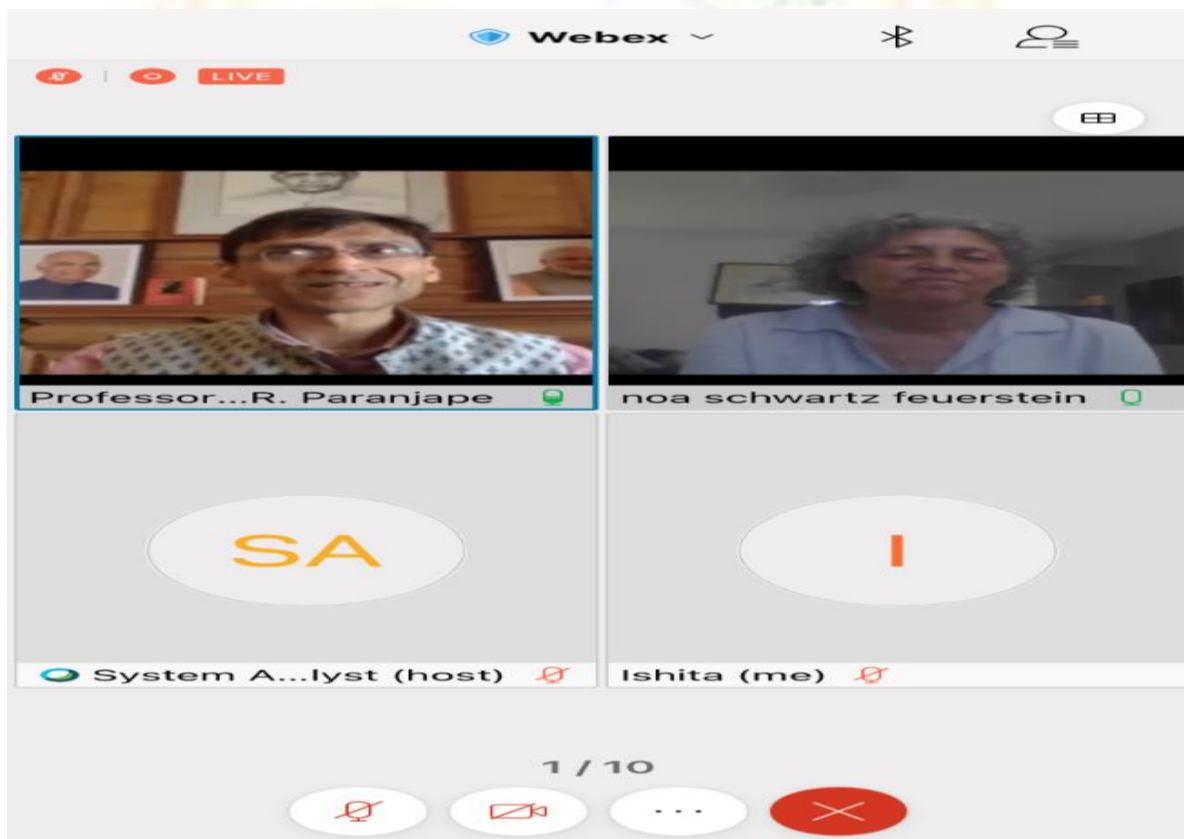 Webex
LIVE
Professor...R. Paranjape
noa schwartz feuerstein
SA
I
System A...lyst (host)
Ishita (me)
1 / 10